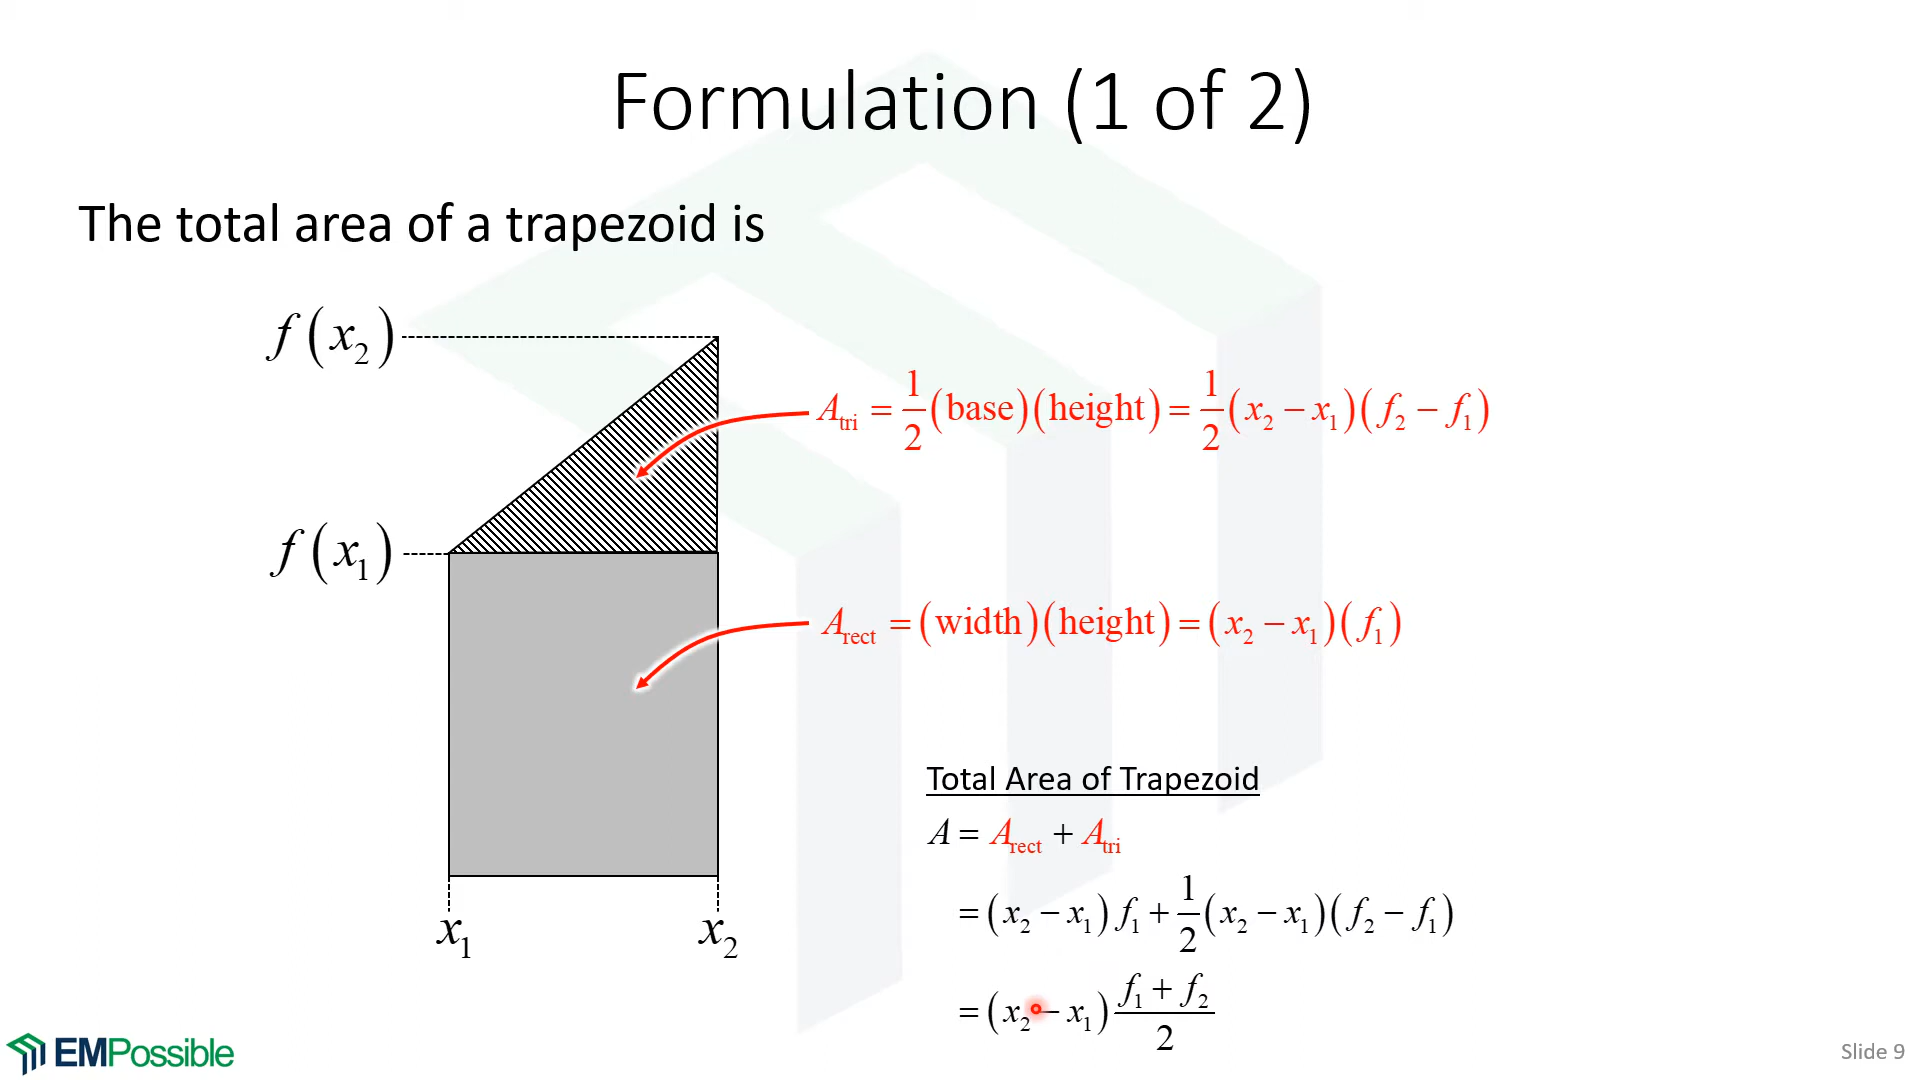 Formulation (1 of 2)
The total area of a trapezoid is
f(x₂)
A_tri = 1/2 (base)(height) = 1/2 (x₂ − x₁)(f₂ − f₁)
f(x₁)
A_rect = (width)(height) = (x₂ − x₁)(f₁)
Total Area of Trapezoid
A = A_rect + A_tri
= (x₂ − x₁) f₁ + 1/2 (x₂ − x₁)(f₂ − f₁)
x₁ x₂
= (x₂ − x₁) (f₁ + f₂)/2
EMPossible
Slide 9